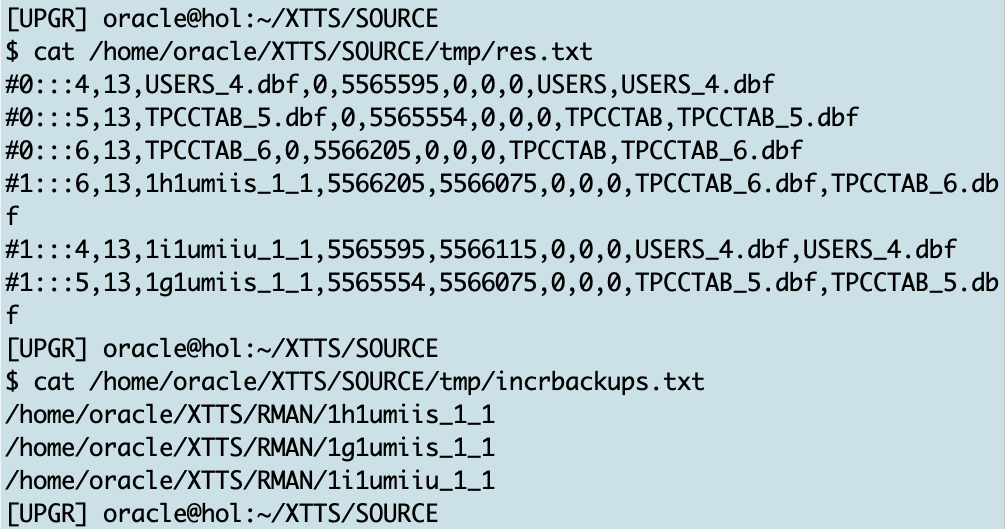 [UPGR] oracle@hol:~/XTTS/SOURCE
$ cat /home/oracle/XTTS/SOURCE/tmp/res.txt
#0:::4,13,USERS_4.dbf,0,5565595,0,0,0,USERS,USERS_4.dbf
#0:::5,13,TPCCTAB_5.dbf,0,5565554,0,0,0,TPCCTAB,TPCCTAB_5.dbf
#0:::6,13,TPCCTAB_6,0,5566205,0,0,0,TPCCTAB,TPCCTAB_6.dbf
#1:::6,13,1h1umiis_1_1,5566205,5566075,0,0,0,TPCCTAB_6.dbf,TPCCTAB_6.db
f
#1:::4,13,1i1umiiu_1_1,5565595,5566115,0,0,0,USERS_4.dbf,USERS_4.dbf
#1:::5,13,1g1umiis_1_1,5565554,5566075,0,0,0,TPCCTAB_5.dbf,TPCCTAB_5.db
f
[UPGR] oracle@hol:~/XTTS/SOURCE
$ cat /home/oracle/XTTS/SOURCE/tmp/incrbackups.txt
/home/oracle/XTTS/RMAN/1h1umiis_1_1
/home/oracle/XTTS/RMAN/1g1umiis_1_1
/home/oracle/XTTS/RMAN/1i1umiiu_1_1
[UPGR] oracle@hol:~/XTTS/SOURCE